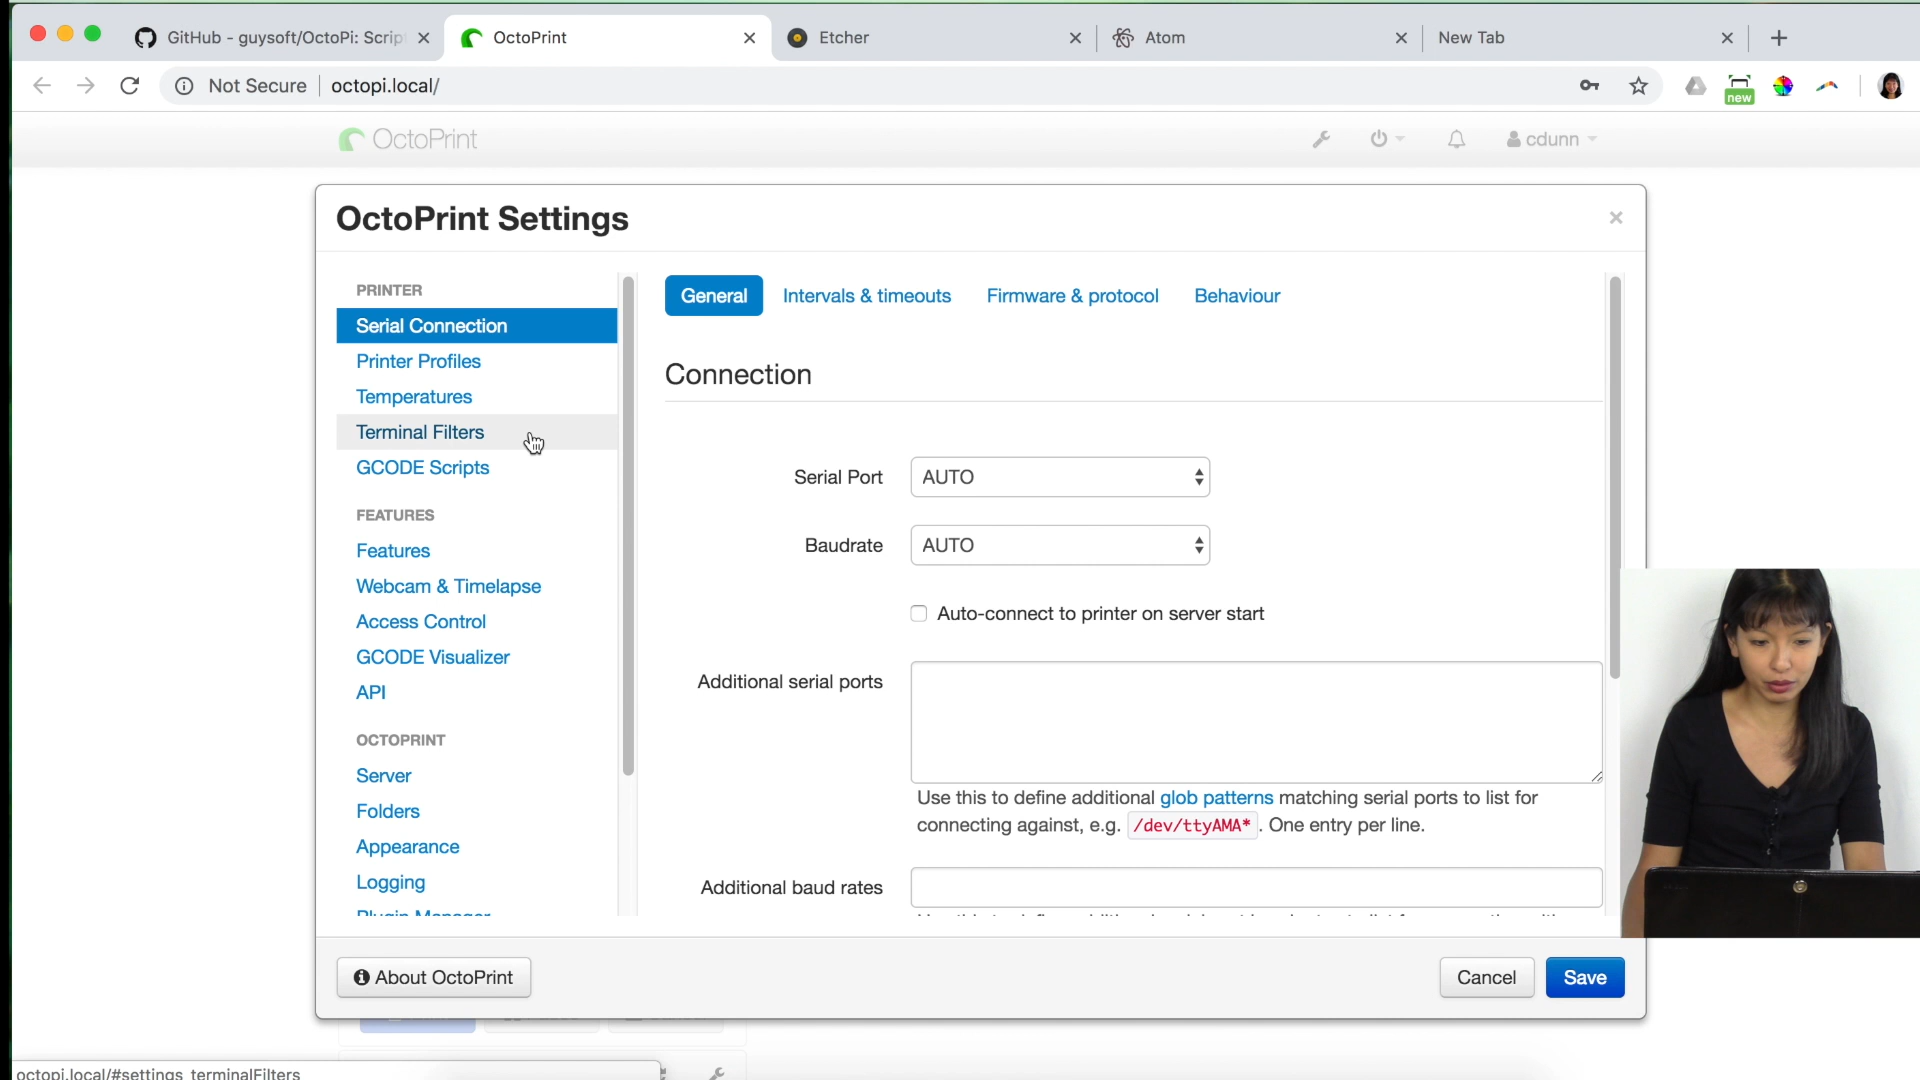 GitHub - guysoft/OctoPi: Scrip
OctoPrint
Etcher
Atom
New Tab
Not Secure
octopi.local/
new
OctoPrint
cdunn
OctoPrint Settings
PRINTER
Serial Connection
Printer Profiles
Temperatures
Terminal Filters
GCODE Scripts
FEATURES
Features
Webcam & Timelapse
Access Control
GCODE Visualizer
API
OCTOPRINT
Server
Folders
Appearance
Logging
Plugin Manager
General
Intervals & timeouts
Firmware & protocol
Behaviour
Connection
Serial Port
AUTO
Baudrate
AUTO
Auto-connect to printer on server start
Additional serial ports
Use this to define additional glob patterns matching serial ports to list for
connecting against, e.g. /dev/ttyAMA* . One entry per line.
Additional baud rates
About OctoPrint
Cancel
Save
octopi.local/#settings_terminalFilters